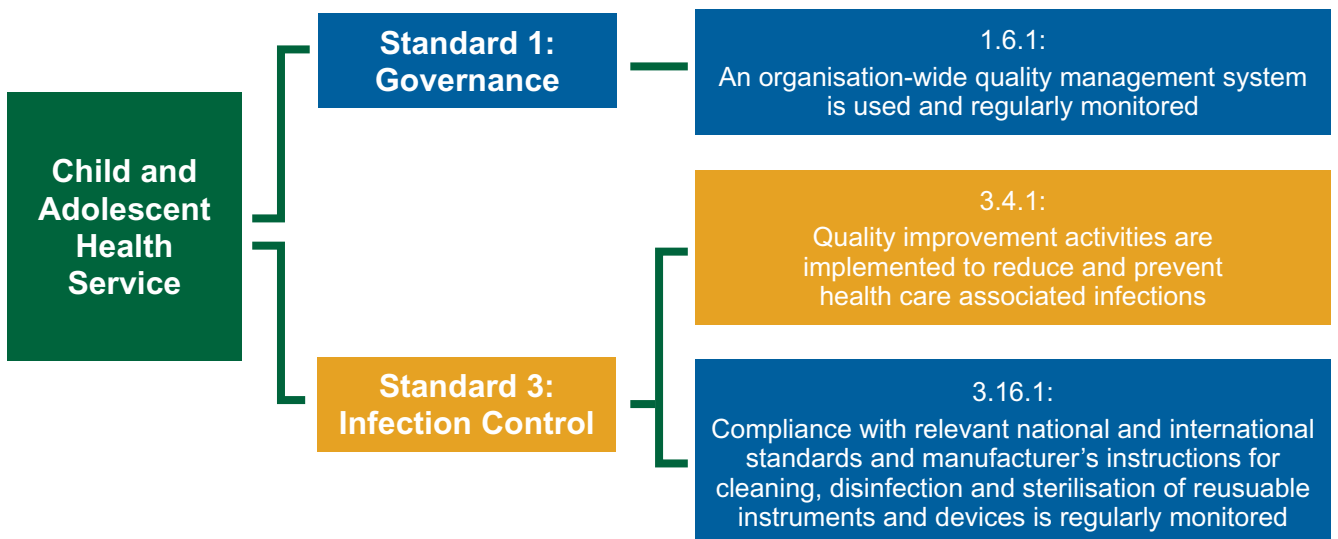 Child and
Adolescent
Health
Service
Standard 1:
Governance
1.6.1:
An organisation-wide quality management system
is used and regularly monitored
Standard 3:
Infection Control
3.4.1:
Quality improvement activities are
implemented to reduce and prevent
health care associated infections
3.16.1:
Compliance with relevant national and international
standards and manufacturer’s instructions for
cleaning, disinfection and sterilisation of reusuable
instruments and devices is regularly monitored